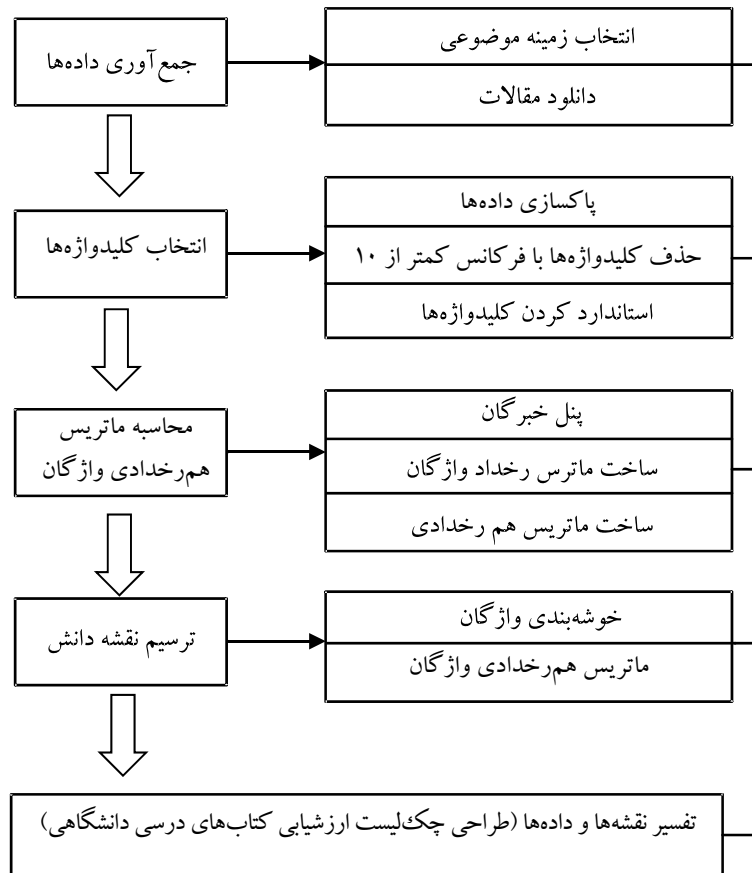 جمع‌آوری داده‌ها
انتخاب زمینه موضوعی
دانلود مقالات
انتخاب کلیدواژه‌ها
پاکسازی داده‌ها
حذف کلیدواژه‌ها با فرکانس کمتر از ۱۰
استاندارد کردن کلیدواژه‌ها
محاسبه ماتریس
هم‌رخدادی واژگان
پنل خبرگان
ساخت ماترس رخداد واژگان
ساخت ماتریس هم رخدادی
ترسیم نقشه دانش
خوشه‌بندی واژگان
ماتریس هم‌رخدادی واژگان
تفسیر نقشه‌ها و داده‌ها (طراحی چک‌لیست ارزشیابی کتاب‌های درسی دانشگاهی)